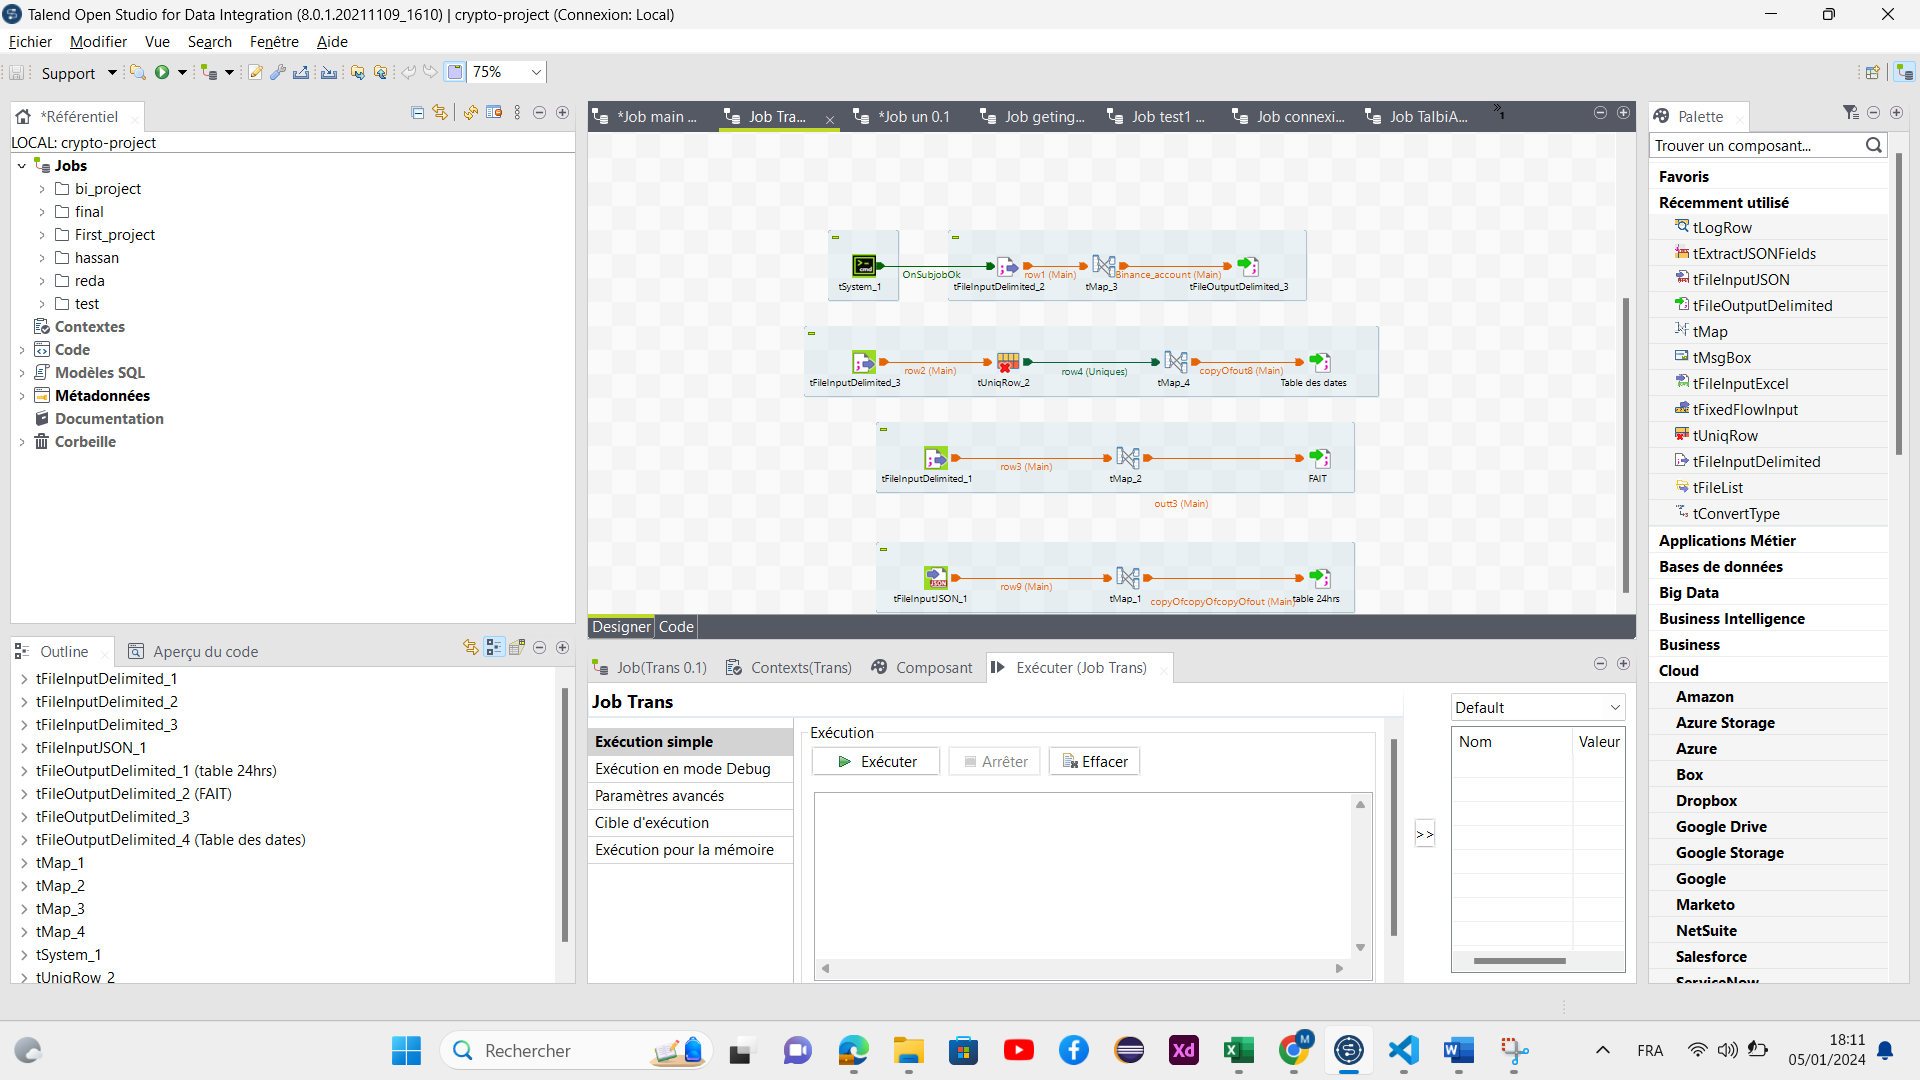 Talend Open Studio for Data Integration (8.0.1.20211109_1610) | crypto-project (Connexion: Local)
Fichier Modifier Vue Search Fenêtre Aide
Support 75%
*Référentiel
LOCAL: crypto-project
Jobs
bi_project
final
First_project
hassan
reda
test
Contextes
Code
Modèles SQL
Métadonnées
Documentation
Corbeille
Outline Aperçu du code
tFileInputDelimited_1
tFileInputDelimited_2
tFileInputDelimited_3
tFileInputJSON_1
tFileOutputDelimited_1 (table 24hrs)
tFileOutputDelimited_2 (FAIT)
tFileOutputDelimited_3
tFileOutputDelimited_4 (Table des dates)
tMap_1
tMap_2
tMap_3
tMap_4
tSystem_1
tUniqRow_2
*Job main ... Job Tra... *Job un 0.1 Job geting... Job test1 ... Job connexi... Job TalbiA... » 1
cmd
OnSubjobOk row1 (Main) Binance_account (Main)
tSystem_1 tFileInputDelimited_2 tMap_3 tFileOutputDelimited_3
row2 (Main) row4 (Uniques) copyOfout8 (Main)
tFileInputDelimited_3 tUniqRow_2 tMap_4 Table des dates
row3 (Main)
tFileInputDelimited_1 tMap_2 FAIT
outt3 (Main)
JSON
row9 (Main)
tFileInputJSON_1 tMap_1 copyOfcopyOfcopyOfout (Main) table 24hrs
Designer Code
Job(Trans 0.1) Contexts(Trans) Composant Exécuter (Job Trans)
Job Trans
Exécution simple
Exécution en mode Debug
Paramètres avancés
Cible d'exécution
Exécution pour la mémoire
Exécution
Exécuter Arrêter Effacer
>>
Default
Nom Valeur
Palette
Trouver un composant...
Favoris
Récemment utilisé
tLogRow
tExtractJSONFields
tFileInputJSON
tFileOutputDelimited
tMap
tMsgBox
tFileInputExcel
tFixedFlowInput
tUniqRow
tFileInputDelimited
tFileList
tConvertType
Applications Métier
Bases de données
Big Data
Business Intelligence
Business
Cloud
Amazon
Azure Storage
Azure
Box
Dropbox
Google Drive
Google Storage
Google
Marketo
NetSuite
Salesforce
ServiceNow
Rechercher
Xd
M
FRA
18:11
05/01/2024